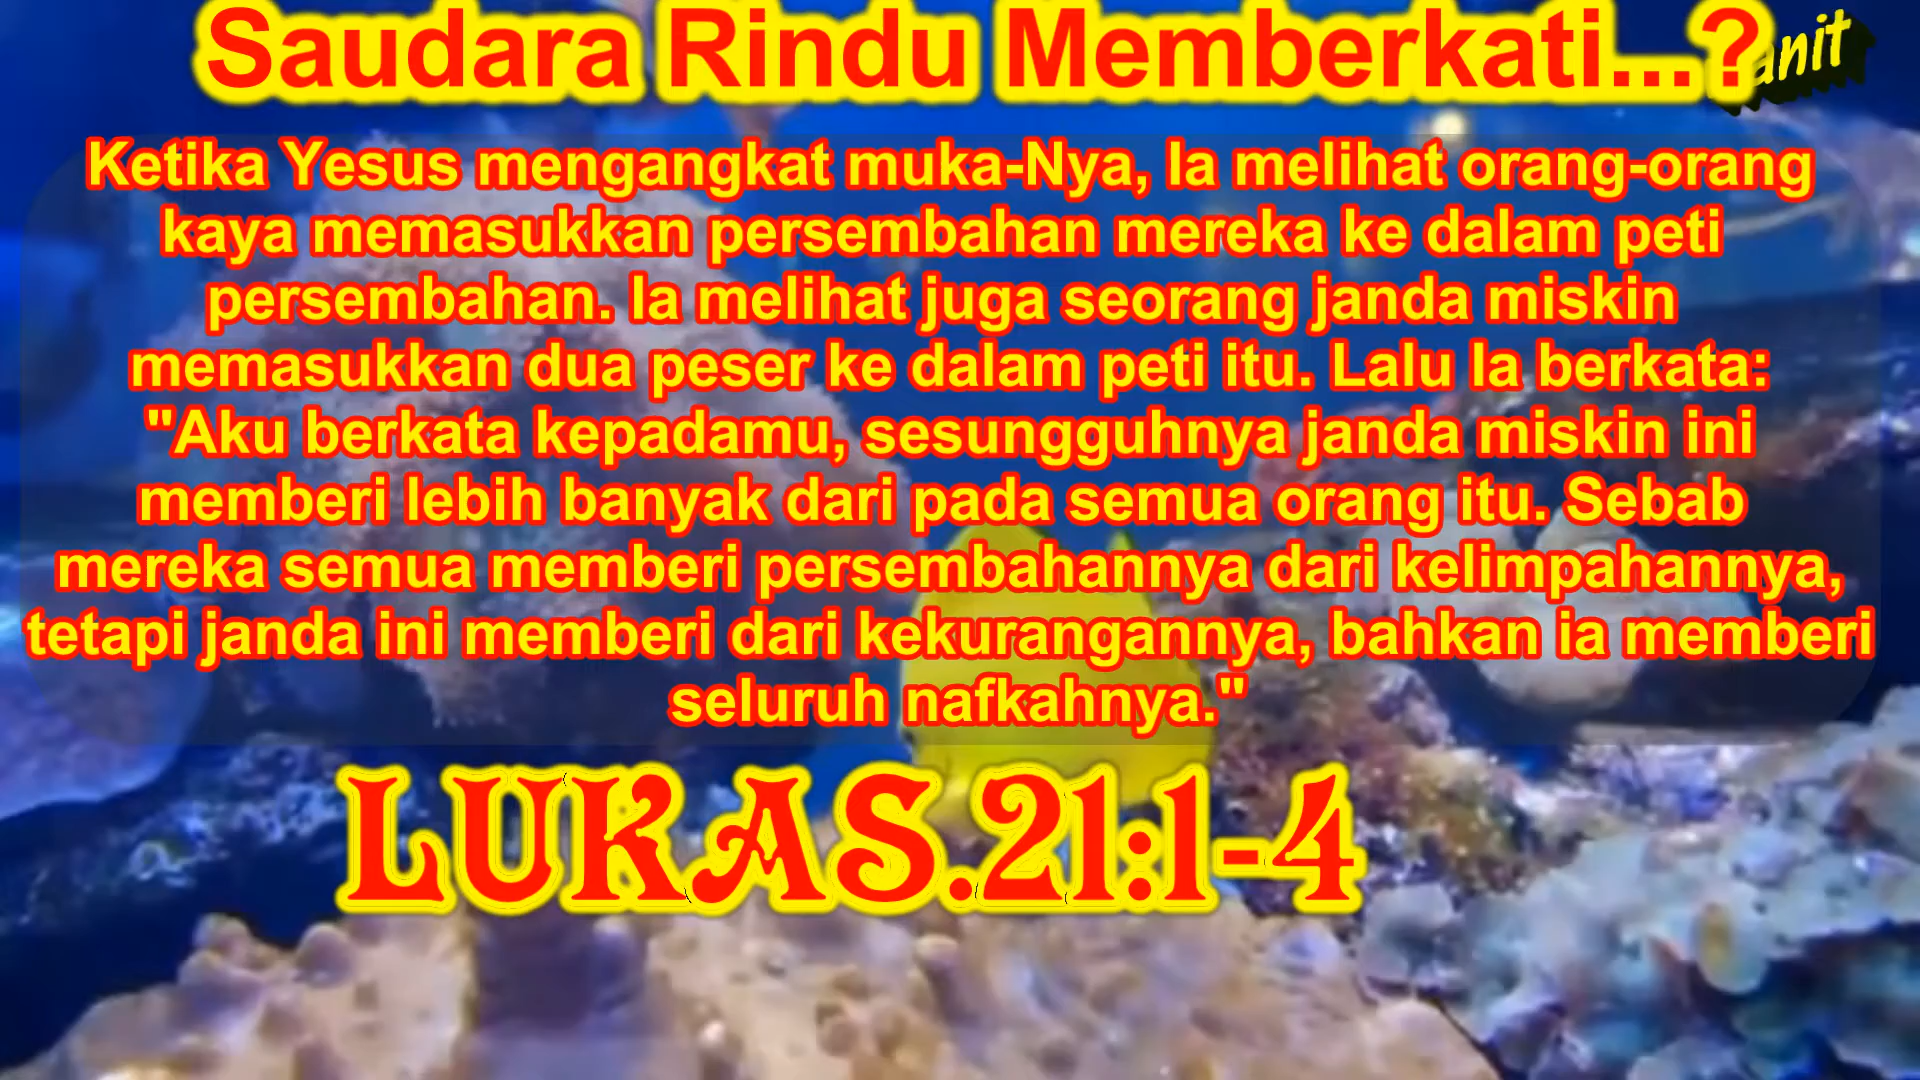 Saudara Rindu Memberkati...?
Ketika Yesus mengangkat muka-Nya, Ia melihat orang-orang
kaya memasukkan persembahan mereka ke dalam peti
persembahan. Ia melihat juga seorang janda miskin
memasukkan dua peser ke dalam peti itu. Lalu Ia berkata:
"Aku berkata kepadamu, sesungguhnya janda miskin ini
memberi lebih banyak dari pada semua orang itu. Sebab
mereka semua memberi persembahannya dari kelimpahannya,
tetapi janda ini memberi dari kekurangannya, bahkan ia memberi
seluruh nafkahnya."
LUKAS.21:1-4